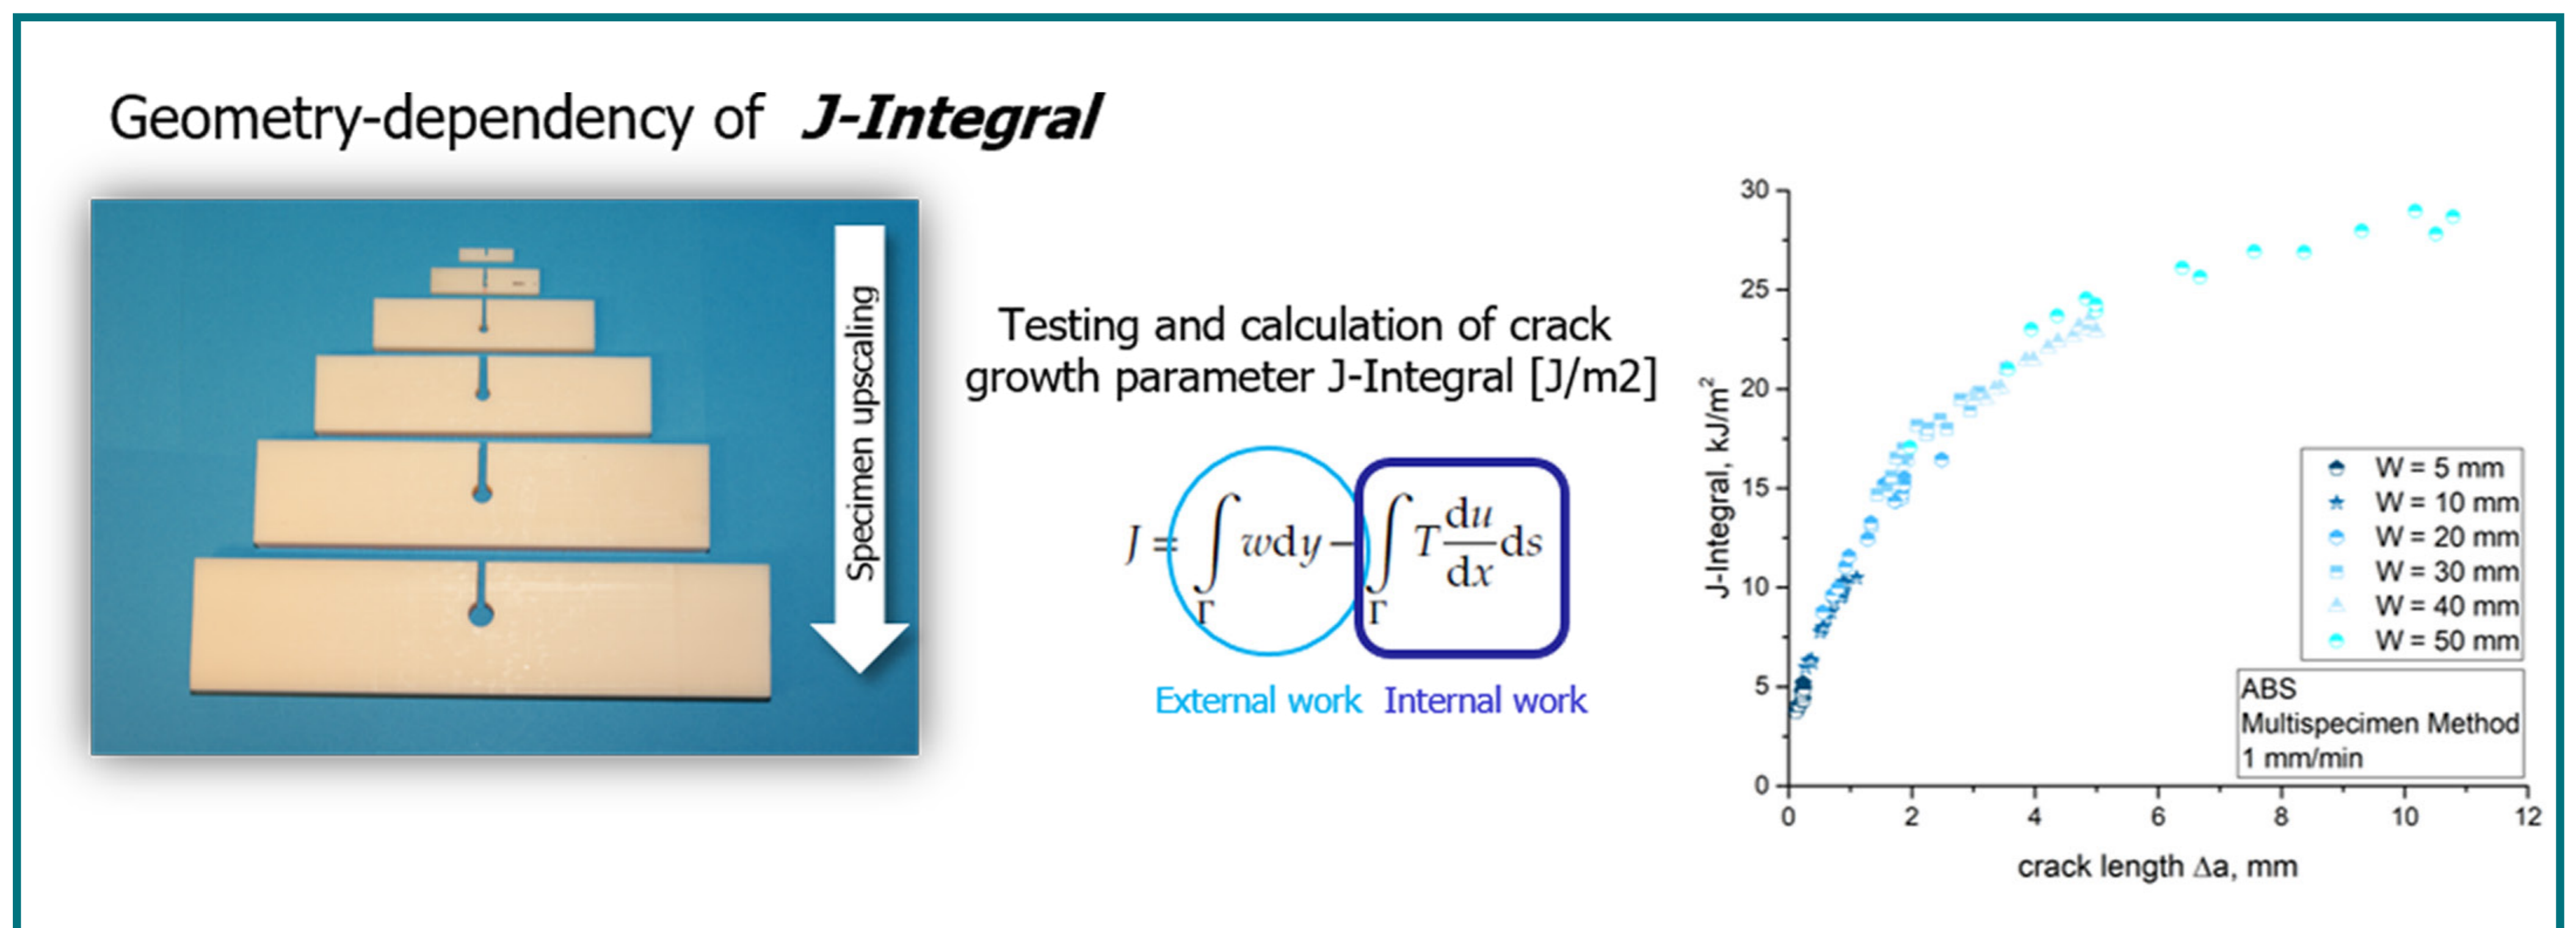 Geometry-dependency of J-Integral
Specimen upscaling
Testing and calculation of crack
growth parameter J-Integral [J/m2]
J = ∫Γ wdy – ∫Γ T du/dx ds
External work Internal work
J-Integral, kJ/m²
30
25
20
15
10
5
0
0 2 4 6 8 10 12
crack length Δa, mm
W = 5 mm
W = 10 mm
W = 20 mm
W = 30 mm
W = 40 mm
W = 50 mm
ABS
Multispecimen Method
1 mm/min